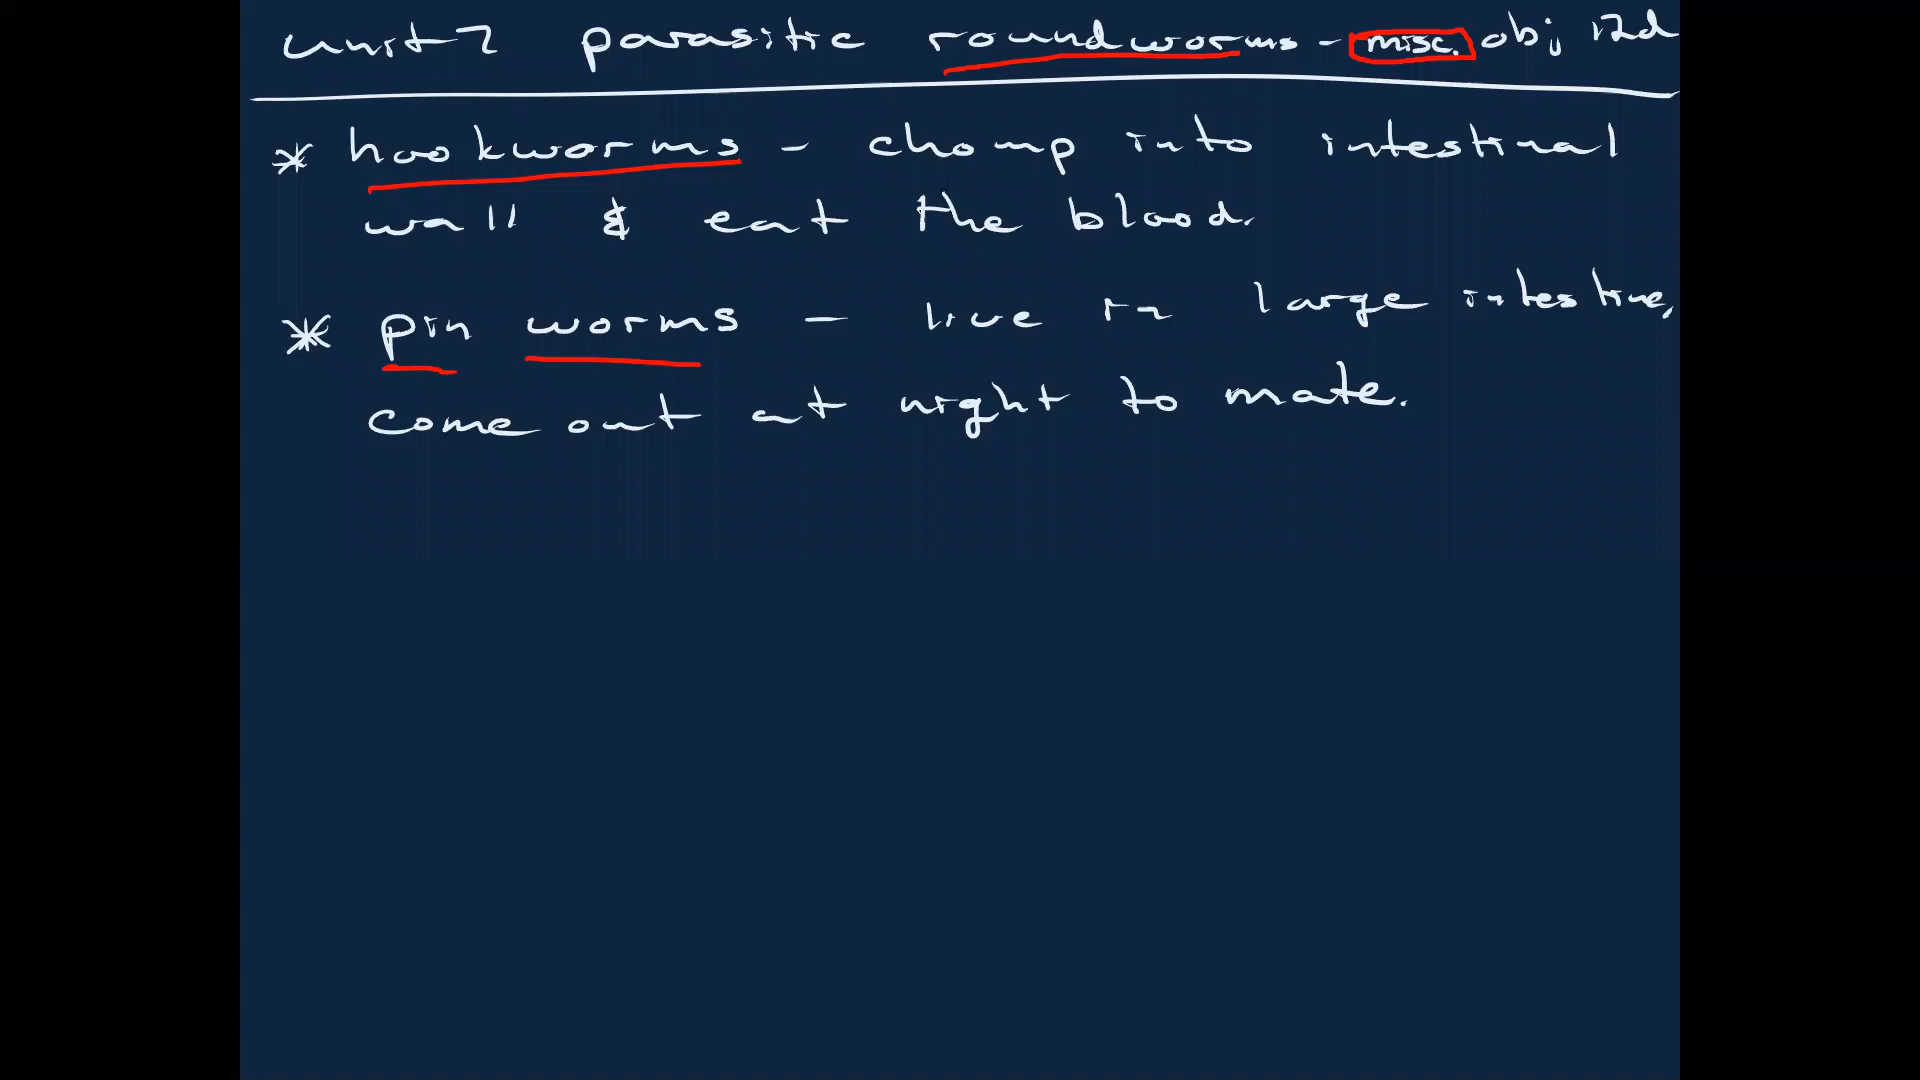 unit 7 parasitic roundworms - misc. obj 12d
* hookworms - chomp into intestinal
wall & eat the blood.
* pin worms - live in large intestine,
come out at night to mate.